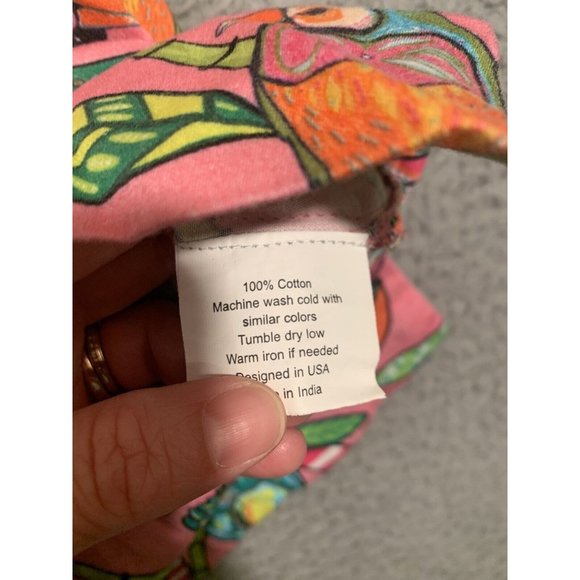 100% Cotton
Machine wash cold with
similar colors
Tumble dry low
Warm iron if needed
Designed in USA
in India